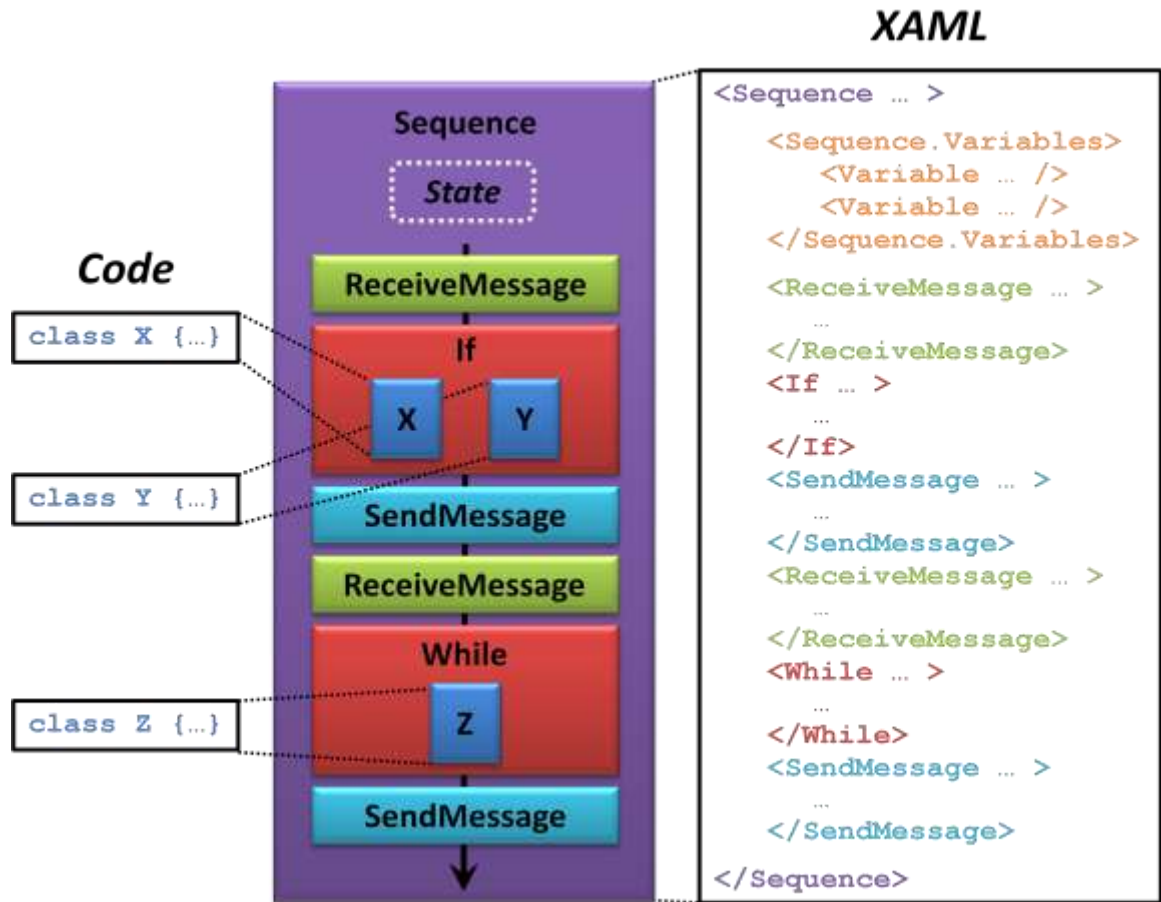 XAML
Code
class X {…}
class Y {…}
class Z {…}
Sequence
State
ReceiveMessage
If
X
Y
SendMessage
ReceiveMessage
While
Z
SendMessage
<Sequence … >
<Sequence.Variables>
<Variable … />
<Variable … />
</Sequence.Variables>
<ReceiveMessage … >
…
</ReceiveMessage>
<If … >
…
</If>
<SendMessage … >
…
</SendMessage>
<ReceiveMessage … >
…
</ReceiveMessage>
<While … >
…
</While>
<SendMessage … >
…
</SendMessage>
</Sequence>